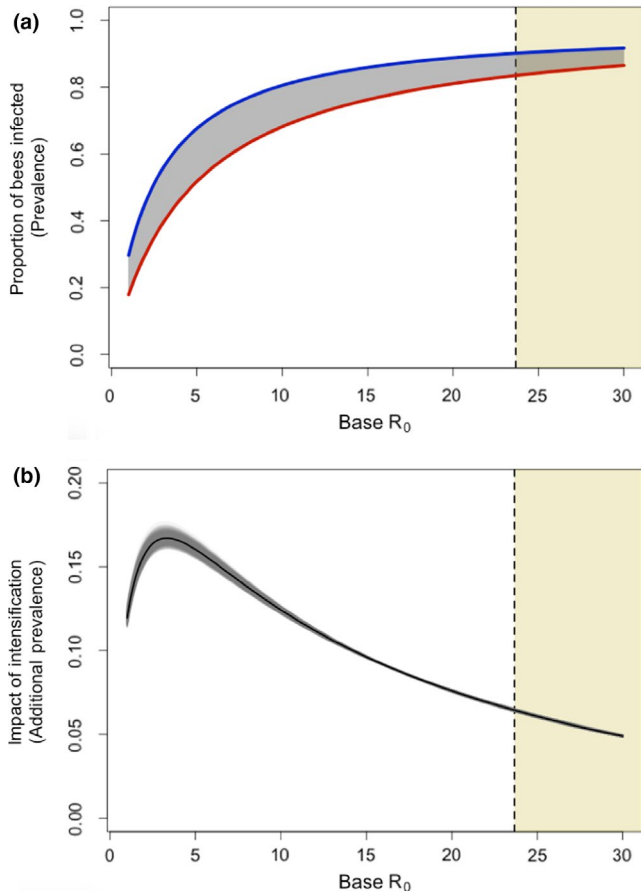 (a)
Proportion of bees infected
(Prevalence)
1.0
0.8
0.6
0.4
0.2
0.0
0 5 10 15 20 25 30
Base R₀
(b)
Impact of intensification
(Additional prevalence)
0.20
0.15
0.10
0.05
0.00
0 5 10 15 20 25 30
Base R₀